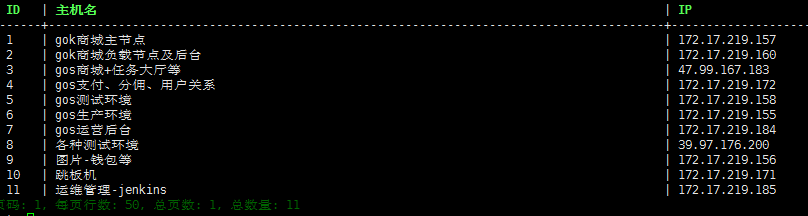 ID | 主机名 | IP
1 | gok商城主节点 | 172.17.219.157
2 | gok商城负载节点及后台 | 172.17.219.160
3 | gos商城+任务大厅等 | 47.99.167.183
4 | gos支付、分佣、用户关系 | 172.17.219.172
5 | gos测试环境 | 172.17.219.158
6 | gos生产环境 | 172.17.219.155
7 | gos运营后台 | 172.17.219.184
8 | 各种测试环境 | 39.97.176.200
9 | 图片-钱包等 | 172.17.219.156
10 | 跳板机 | 172.17.219.171
11 | 运维管理-jenkins | 172.17.219.185
页码: 1, 每页行数: 50, 总页数: 1, 总数量: 11